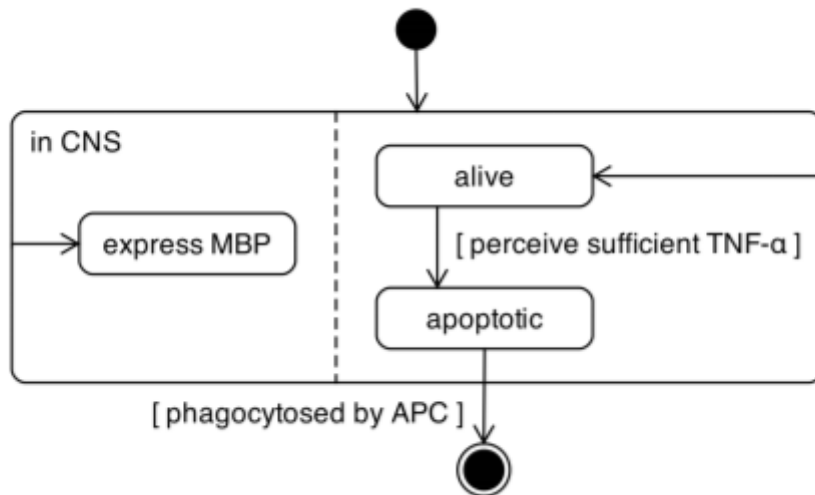 in CNS
alive
express MBP
[ perceive sufficient TNF-α ]
apoptotic
[ phagocytosed by APC ]